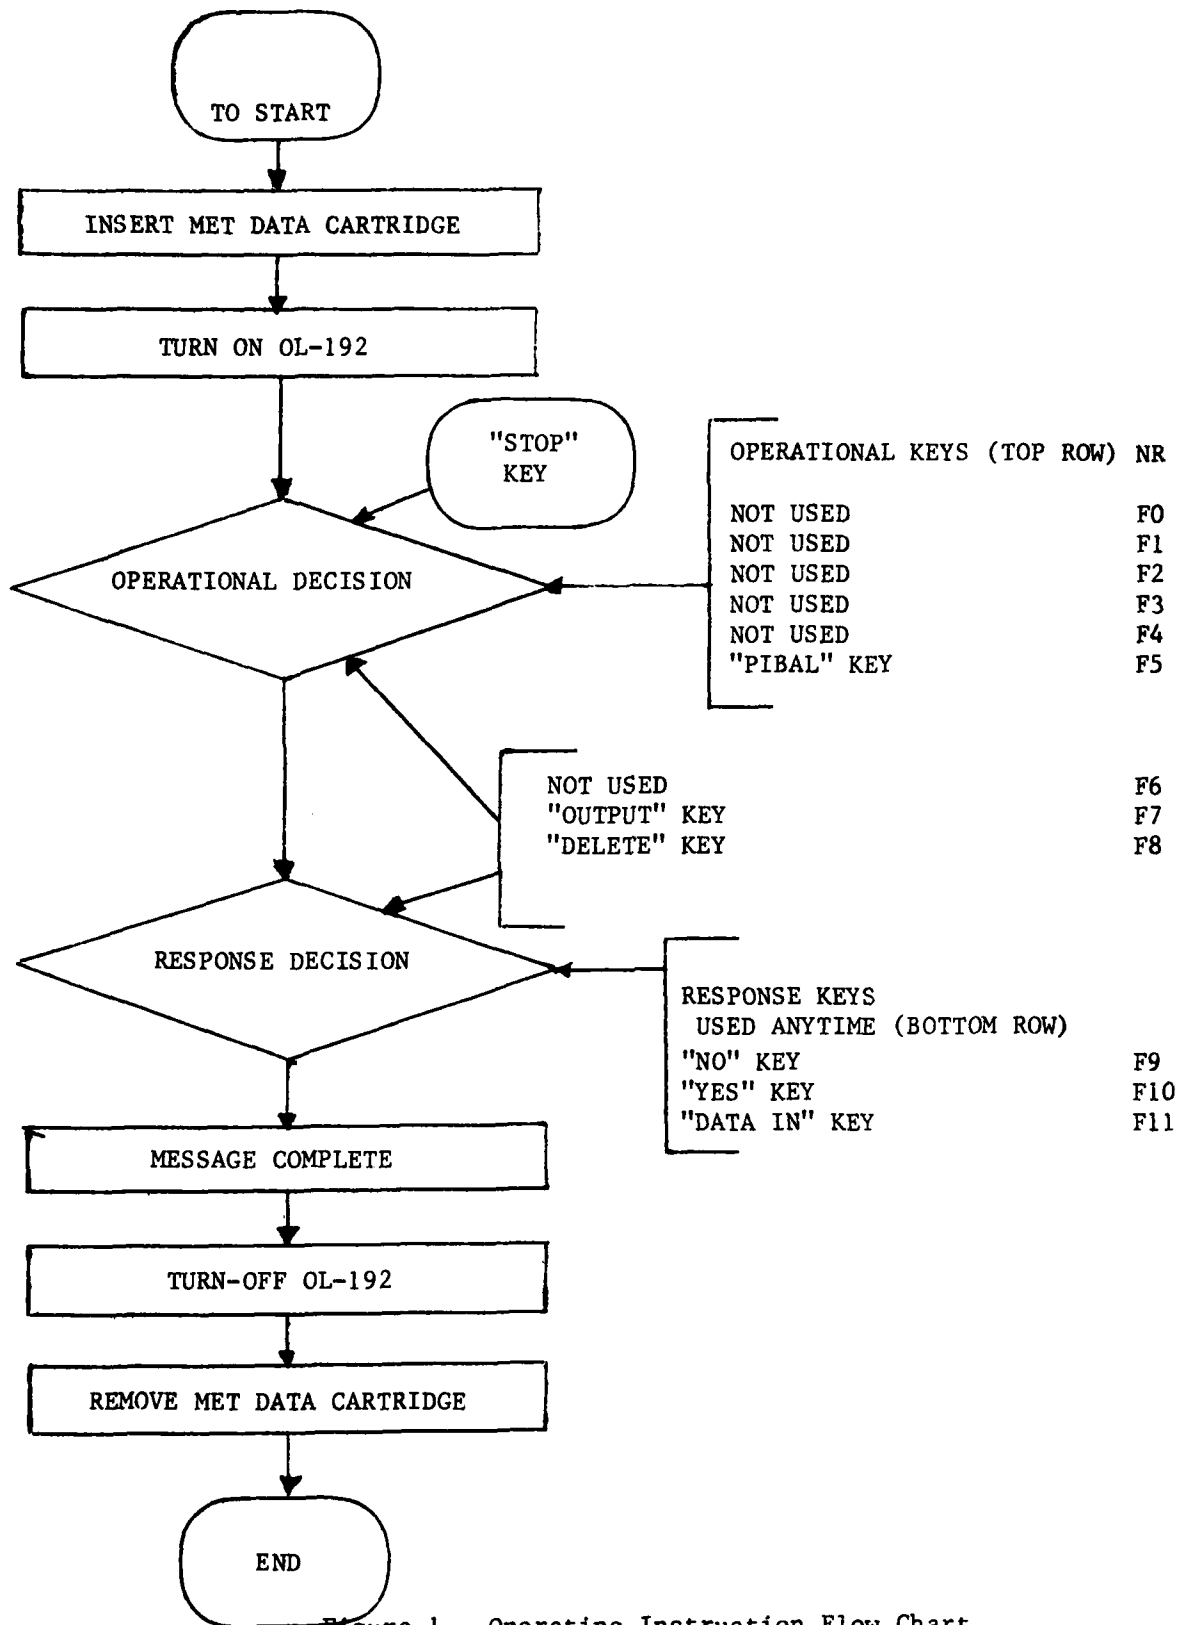 TO START
INSERT MET DATA CARTRIDGE
TURN ON OL-192
"STOP"
KEY
OPERATIONAL KEYS (TOP ROW) NR
NOT USED F0
NOT USED F1
NOT USED F2
NOT USED F3
NOT USED F4
"PIBAL" KEY F5
OPERATIONAL DECISION
NOT USED F6
"OUTPUT" KEY F7
"DELETE" KEY F8
RESPONSE DECISION
RESPONSE KEYS
USED ANYTIME (BOTTOM ROW)
"NO" KEY F9
"YES" KEY F10
"DATA IN" KEY F11
MESSAGE COMPLETE
TURN-OFF OL-192
REMOVE MET DATA CARTRIDGE
END
Figure 1. Operating Instruction Flow Chart